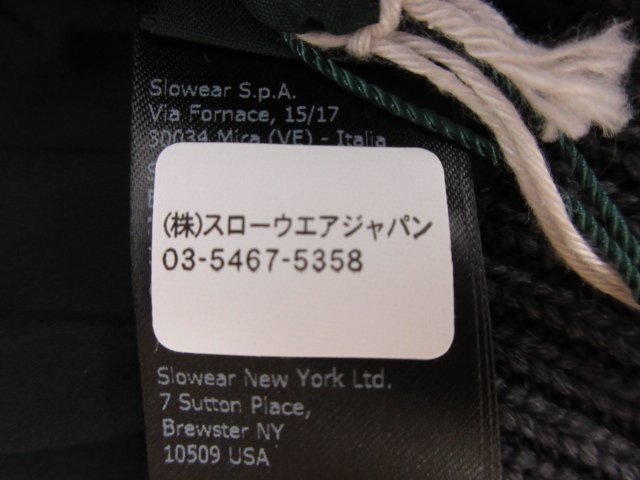 Slowear S.p.A.
Via Fornace, 15/17
30034 Mira (VE) - Italia
(株)スローウエアジャパン
03-5467-5358
Slowear New York Ltd.
7 Sutton Place,
Brewster NY
10509 USA